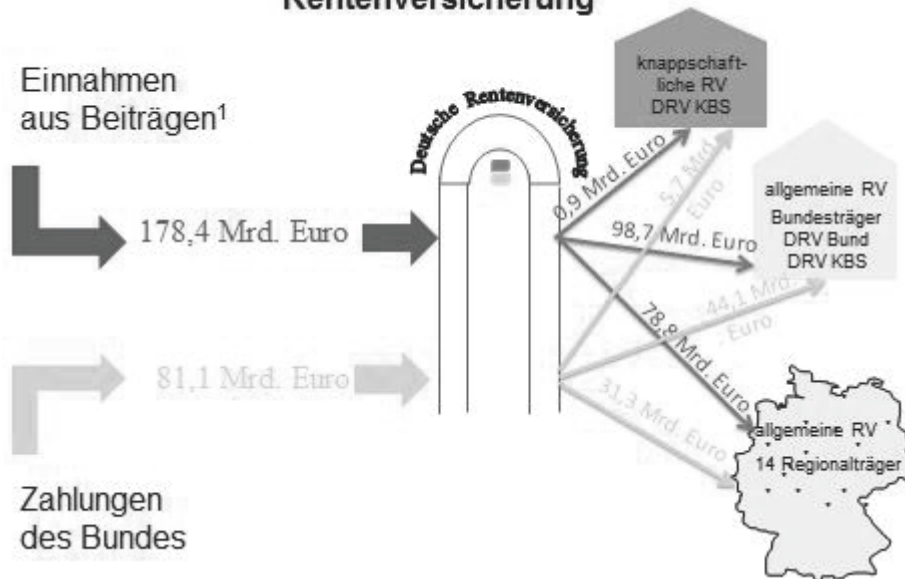 Rentenversicherung
Einnahmen
aus Beiträgen¹
178,4 Mrd. Euro
81,1 Mrd. Euro
Zahlungen
des Bundes
Deutsche Rentenversicherung
0,9 Mrd. Euro
5,7 Mrd.
Euro
98,7 Mrd. Euro
44,1 Mrd.
Euro
78,8 Mrd. Euro
31,3 Mrd. Euro
knappschaft-
liche RV
DRV KBS
allgemeine RV
Bundesträger
DRV Bund
DRV KBS
allgemeine RV
14 Regionalträger